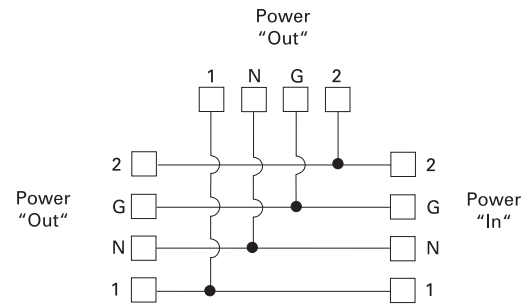 Power
“Out“
1 N G 2
2 2
Power
“Out“
G G
Power
“In“
N N
1 1